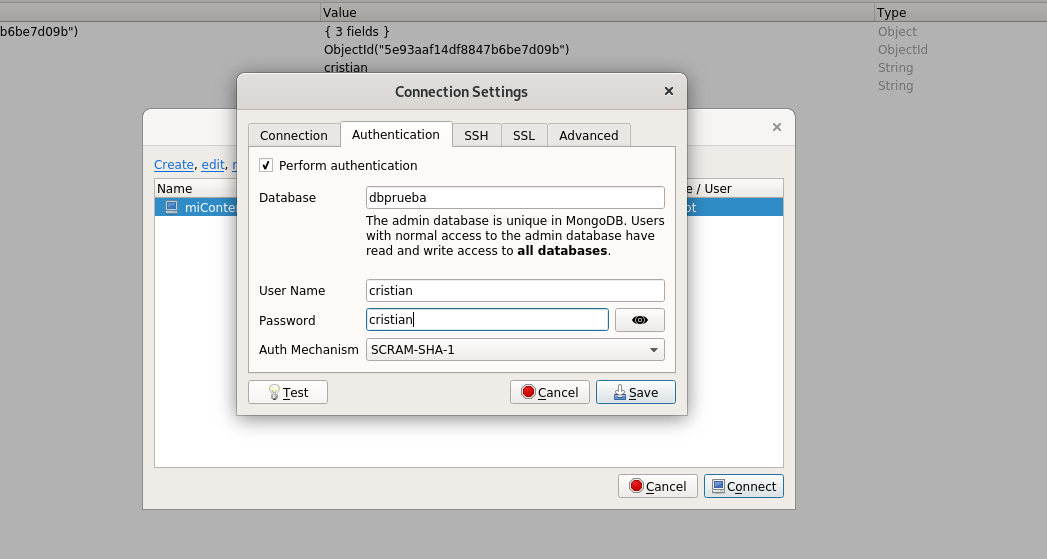 Value Type
b6be7d09b") { 3 fields } Object
ObjectId("5e93aaf14df8847b6be7d09b") ObjectId
cristian String
String
Connection Settings
Connection Authentication SSH SSL Advanced
Create, edit,
Perform authentication
Name / User
Database dbprueba
The admin database is unique in MongoDB. Users
with normal access to the admin database have
read and write access to all databases.
User Name cristian
Password cristian
Auth Mechanism SCRAM-SHA-1
Test Cancel Save
Cancel Connect